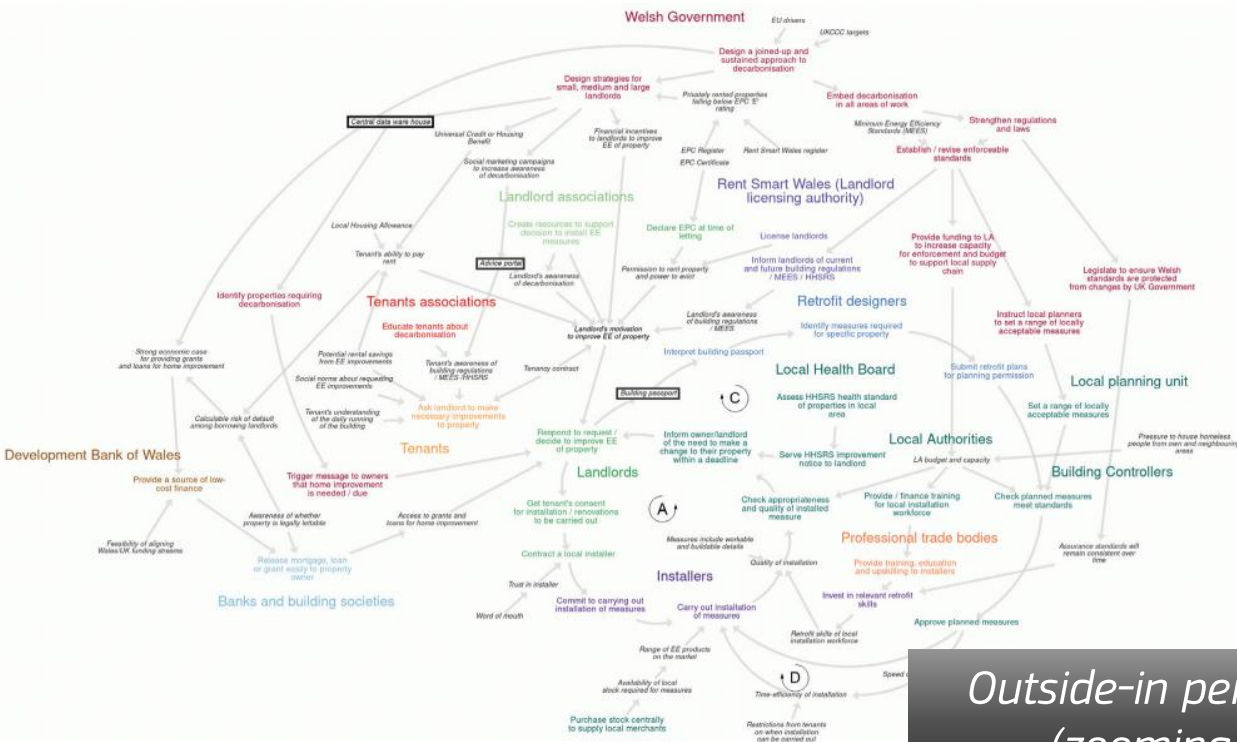 Welsh Government
EU drivers
UKCCC targets
Design a joined-up and
sustained approach to
decarbonisation
Design strategies for
small, medium and large
landlords
Privately rented properties
falling below EPC 'E'
rating
Embed decarbonisation
in all areas of work
Central data ware house
Universal Credit or Housing
Benefit
Financial incentives
to landlords to improve
EE of property
Minimum Energy Efficiency
Standards (MEES)
Strengthen regulations
and laws
EPC Register
EPC Certificate
Rent Smart Wales register
Establish / revise enforceable
standards
Social marketing campaigns
to increase awareness
of decarbonisation
Landlord associations
Rent Smart Wales (Landlord
licensing authority)
Create resources to support
decision to install EE
measures
Local Housing Allowance
Tenant's ability to pay
rent
Advice portal
Landlord's awareness
of decarbonisation
Declare EPC at time of
letting
License landlords
Permission to rent property
and power to evict
Inform landlords of current
and future building regulations
/ MEES / HHSRS
Provide funding to LA
to increase capacity
for enforcement and budget
to support local supply
chain
Legislate to ensure Welsh
standards are protected
from changes by UK Government
Identify properties requiring
decarbonisation
Tenants associations
Educate tenants about
decarbonisation
Landlord's motivation
to improve EE of property
Landlord's awareness
of building regulations
/ MEES
Retrofit designers
Identify measures required
for specific property
Instruct local planners
to set a range of locally
acceptable measures
Strong economic case
for providing grants
and loans for home improvement
Potential rental savings
from EE improvements
Social norms about requesting
EE improvements
Tenant's awareness of
building regulations
/ MEES /HHSRS
Tenancy contract
Interpret building passport
Building passport
C
Local Health Board
Submit retrofit plans
for planning permission
Local planning unit
Calculable risk of default
among borrowing landlords
Tenant's understanding
of the daily running
of the building
Ask landlord to make
necessary improvements
to property
Assess HHSRS health standard
of properties in local
area
Set a range of locally
acceptable measures
Development Bank of Wales
Tenants
Respond to request /
decide to improve EE
of property
Inform owner/landlord
of the need to make a
change to their property
within a deadline
Serve HHSRS improvement
notice to landlord
Local Authorities
LA budget and capacity
Pressure to house homeless
people from own and neighbouring
areas
Provide a source of low-
cost finance
Trigger message to owners
that home improvement
is needed / due
Landlords
Building Controllers
Awareness of whether
property is legally lettable
Access to grants and
loans for home improvement
Get tenant's consent
for installation / renovations
to be carried out
A
Check appropriateness
and quality of installed
measure
Provide / finance training
for local installation
workforce
Check planned measures
meet standards
Feasibility of aligning
Wales/UK funding streams
Release mortgage, loan
or grant easily to property
owner
Contract a local installer
Measures include workable
and buildable details
Quality of installation
Professional trade bodies
Provide training, education
and upskilling to installers
Assurance standards will
remain consistent over
time
Banks and building societies
Trust in installer
Word of mouth
Installers
Commit to carrying out
installation of measures
Carry out installation
of measures
Invest in relevant retrofit
skills
Retrofit skills of local
installation workforce
Approve planned measures
Range of EE products
on the market
Availability of local
stock required for measures
D
Time-efficiency of installation
Speed
Purchase stock centrally
to supply local merchants
Restrictions from tenants
on when installation
can be carried out
Outside-in
(zooming